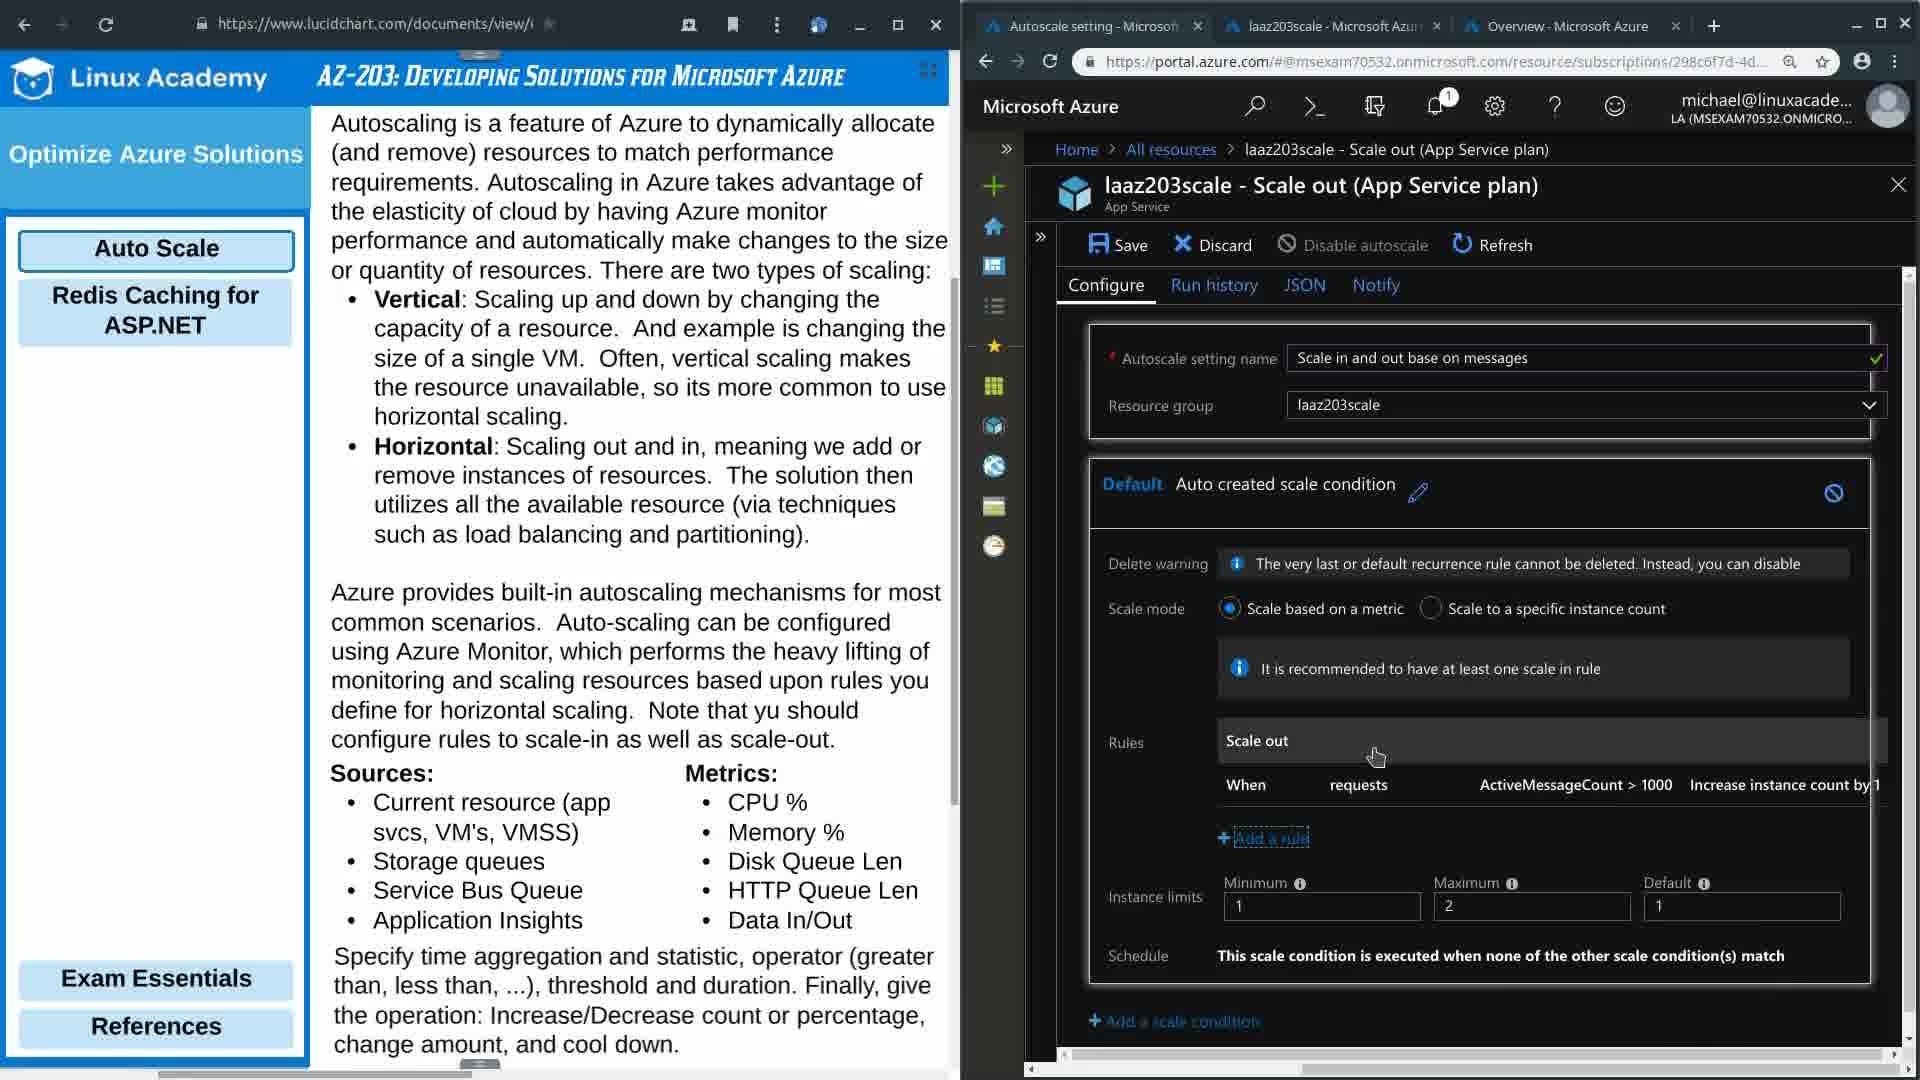 https://www.lucidchart.com/documents/view/
Linux Academy
AZ-203: Developing Solutions for Microsoft Azure
Optimize Azure Solutions
Auto Scale
Redis Caching for
ASP.NET
Exam Essentials
References
Autoscaling is a feature of Azure to dynamically allocate
(and remove) resources to match performance
requirements. Autoscaling in Azure takes advantage of
the elasticity of cloud by having Azure monitor
performance and automatically make changes to the size
or quantity of resources. There are two types of scaling:
• Vertical: Scaling up and down by changing the
capacity of a resource. And example is changing the
size of a single VM. Often, vertical scaling makes
the resource unavailable, so its more common to use
horizontal scaling.
• Horizontal: Scaling out and in, meaning we add or
remove instances of resources. The solution then
utilizes all the available resource (via techniques
such as load balancing and partitioning).
Azure provides built-in autoscaling mechanisms for most
common scenarios. Auto-scaling can be configured
using Azure Monitor, which performs the heavy lifting of
monitoring and scaling resources based upon rules you
define for horizontal scaling. Note that yu should
configure rules to scale-in as well as scale-out.
Sources:
• Current resource (app
svcs, VM's, VMSS)
• Storage queues
• Service Bus Queue
• Application Insights
Metrics:
• CPU %
• Memory %
• Disk Queue Len
• HTTP Queue Len
• Data In/Out
Specify time aggregation and statistic, operator (greater
than, less than, ...), threshold and duration. Finally, give
the operation: Increase/Decrease count or percentage,
change amount, and cool down.
Autoscale setting - Microsoft
laaz203scale - Microsoft Azur
Overview - Microsoft Azure
https://portal.azure.com/#@msexam70532.onmicrosoft.com/resource/subscriptions/298c6f7d-4d...
Microsoft Azure
1
michael@linuxacade...
LA (MSEXAM70532.ONMICRO...
Home > All resources > laaz203scale - Scale out (App Service plan)
laaz203scale - Scale out (App Service plan)
App Service
Save Discard Disable autoscale Refresh
Configure Run history JSON Notify
* Autoscale setting name Scale in and out base on messages
Resource group laaz203scale
Default Auto created scale condition
Delete warning The very last or default recurrence rule cannot be deleted. Instead, you can disable
Scale mode Scale based on a metric Scale to a specific instance count
It is recommended to have at least one scale in rule
Rules Scale out
When requests ActiveMessageCount > 1000 Increase instance count by 1
+ Add a rule
Instance limits Minimum Maximum Default
1 2 1
Schedule This scale condition is executed when none of the other scale condition(s) match
+ Add a scale condition